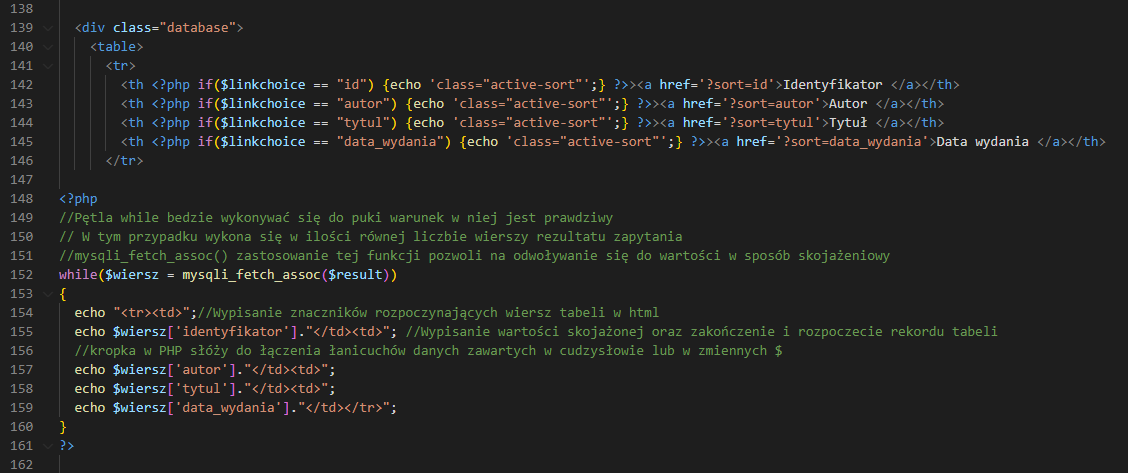 138
139 <div class="database">
140 <table>
141 <tr>
142 <th <?php if($linkchoice == "id") {echo 'class="active-sort"';} ?>><a href='?sort=id'>Identyfikator </a></th>
143 <th <?php if($linkchoice == "autor") {echo 'class="active-sort"';} ?>><a href='?sort=autor'>Autor </a></th>
144 <th <?php if($linkchoice == "tytul") {echo 'class="active-sort"';} ?>><a href='?sort=tytul'>Tytuł </a></th>
145 <th <?php if($linkchoice == "data_wydania") {echo 'class="active-sort"';} ?>><a href='?sort=data_wydania'>Data wydania </a></th>
146 </tr>
147
148 <?php
149 //Pętla while bedzie wykonywać się do puki warunek w niej jest prawdziwy
150 // W tym przypadku wykona się w ilości równej liczbie wierszy rezultatu zapytania
151 //mysqli_fetch_assoc() zastosowanie tej funkcji pozwoli na odwoływanie się do wartości w sposób skojażeniowy
152 while($wiersz = mysqli_fetch_assoc($result))
153 {
154 echo "<tr><td>";//Wypisanie znaczników rozpoczynających wiersz tabeli w html
155 echo $wiersz['identyfikator']."</td><td>"; //Wypisanie wartości skojażonej oraz zakończenie i rozpoczecie rekordu tabeli
156 //kropka w PHP słóży do łączenia łanicuchów danych zawartych w cudzysłowie lub w zmiennych $
157 echo $wiersz['autor']."</td><td>";
158 echo $wiersz['tytul']."</td><td>";
159 echo $wiersz['data_wydania']."</td></tr>";
160 }
161 ?>
162